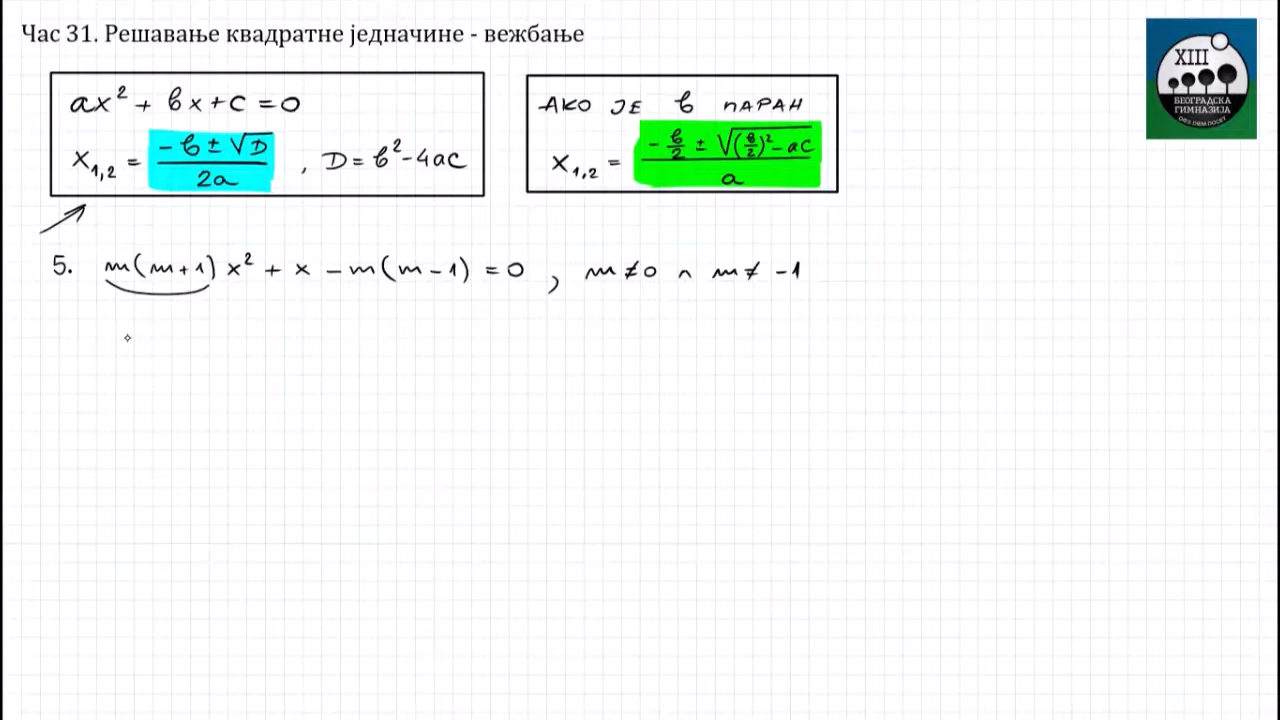 Час 31. Решавање квадратне једначине - вежбање
XIII
БЕОГРАДСКА
ГИМНАЗИЈА
ax² + bx + c = 0
x₁,₂ = (-b ± √D) / 2a , D = b² - 4ac
АКО ЈЕ b ПАРАН
x₁,₂ = (-b/2 ± √((b/2)² - ac)) / a
5. m(m+1)x² + x - m(m-1) = 0 , m ≠ 0 ∩ m ≠ -1